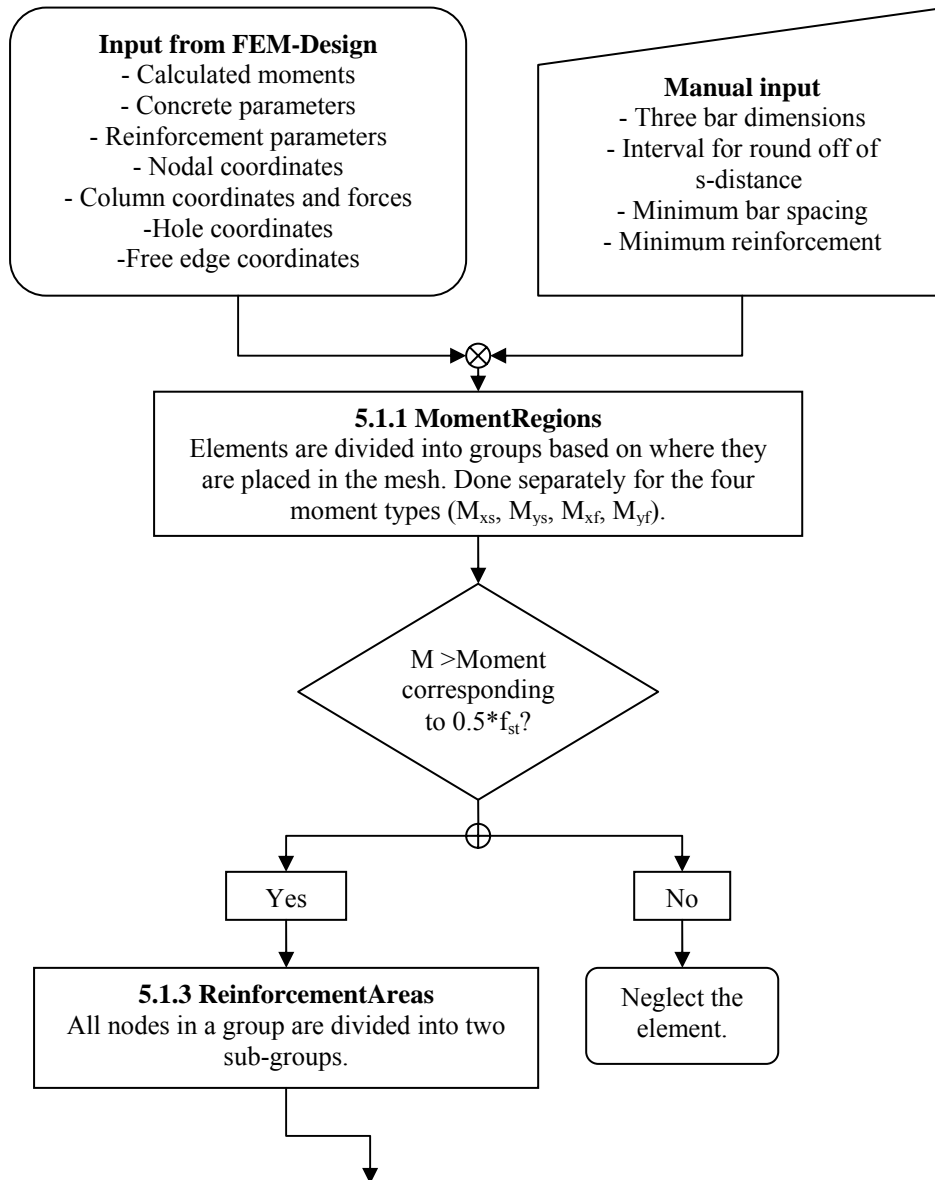 Input from FEM-Design
- Calculated moments
- Concrete parameters
- Reinforcement parameters
- Nodal coordinates
- Column coordinates and forces
-Hole coordinates
-Free edge coordinates
Manual input
- Three bar dimensions
- Interval for round off of
s-distance
- Minimum bar spacing
- Minimum reinforcement
5.1.1 MomentRegions
Elements are divided into groups based on where they
are placed in the mesh. Done separately for the four
moment types (Mxs, Mys, Mxf, Myf).
M >Moment
corresponding
to 0.5*fst?
Yes
No
5.1.3 ReinforcementAreas
All nodes in a group are divided into two
sub-groups.
Neglect the
element.